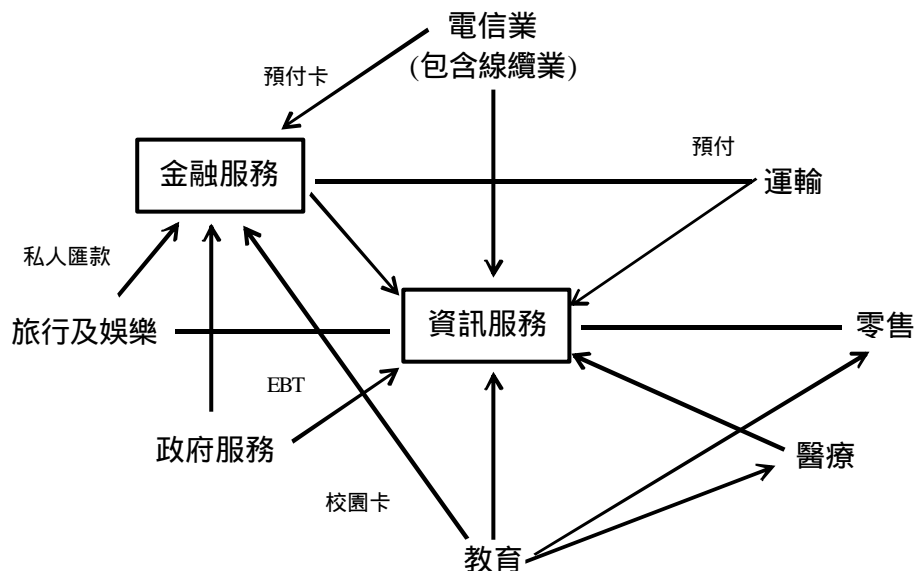 電信業
(包含線纜業)
預付卡
預付
金融服務
運輸
私人匯款
資訊服務
旅行及娛樂
零售
EBT
政府服務
醫療
校園卡
教育